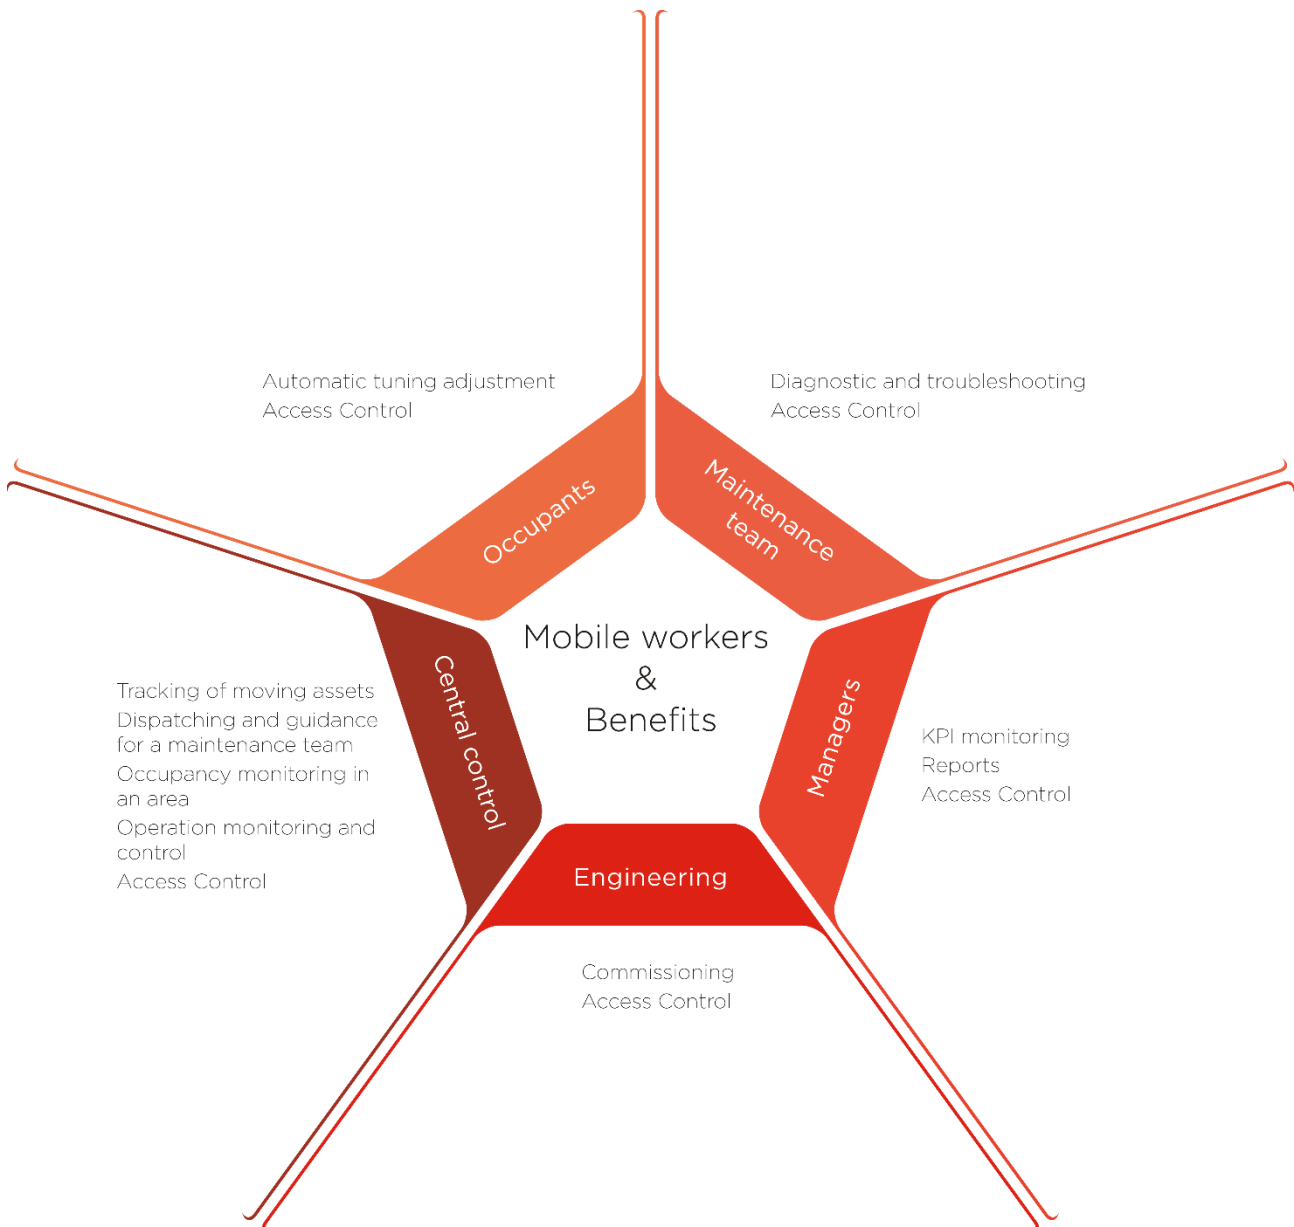 Automatic tuning adjustment
Access Control
Diagnostic and troubleshooting
Access Control
Occupants
Maintenance
team
Mobile workers
&
Benefits
Central control
Tracking of moving assets
Dispatching and guidance
for a maintenance team
Occupancy monitoring in
an area
Operation monitoring and
control
Access Control
Managers
KPI monitoring
Reports
Access Control
Engineering
Commissioning
Access Control